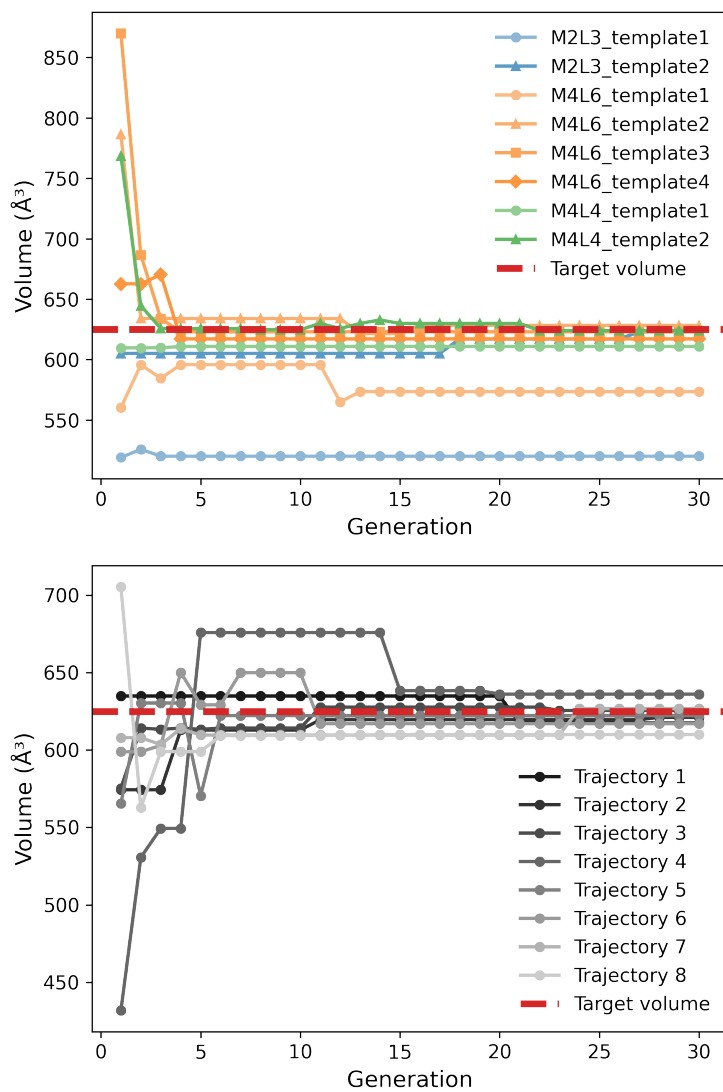 850
800
750
700
650
600
550
Volume (Å³)
M2L3_template1
M2L3_template2
M4L6_template1
M4L6_template2
M4L6_template3
M4L6_template4
M4L4_template1
M4L4_template2
Target volume
0 5 10 15 20 25 30
Generation
700
650
600
550
500
450
Volume (Å³)
Trajectory 1
Trajectory 2
Trajectory 3
Trajectory 4
Trajectory 5
Trajectory 6
Trajectory 7
Trajectory 8
Target volume
0 5 10 15 20 25 30
Generation